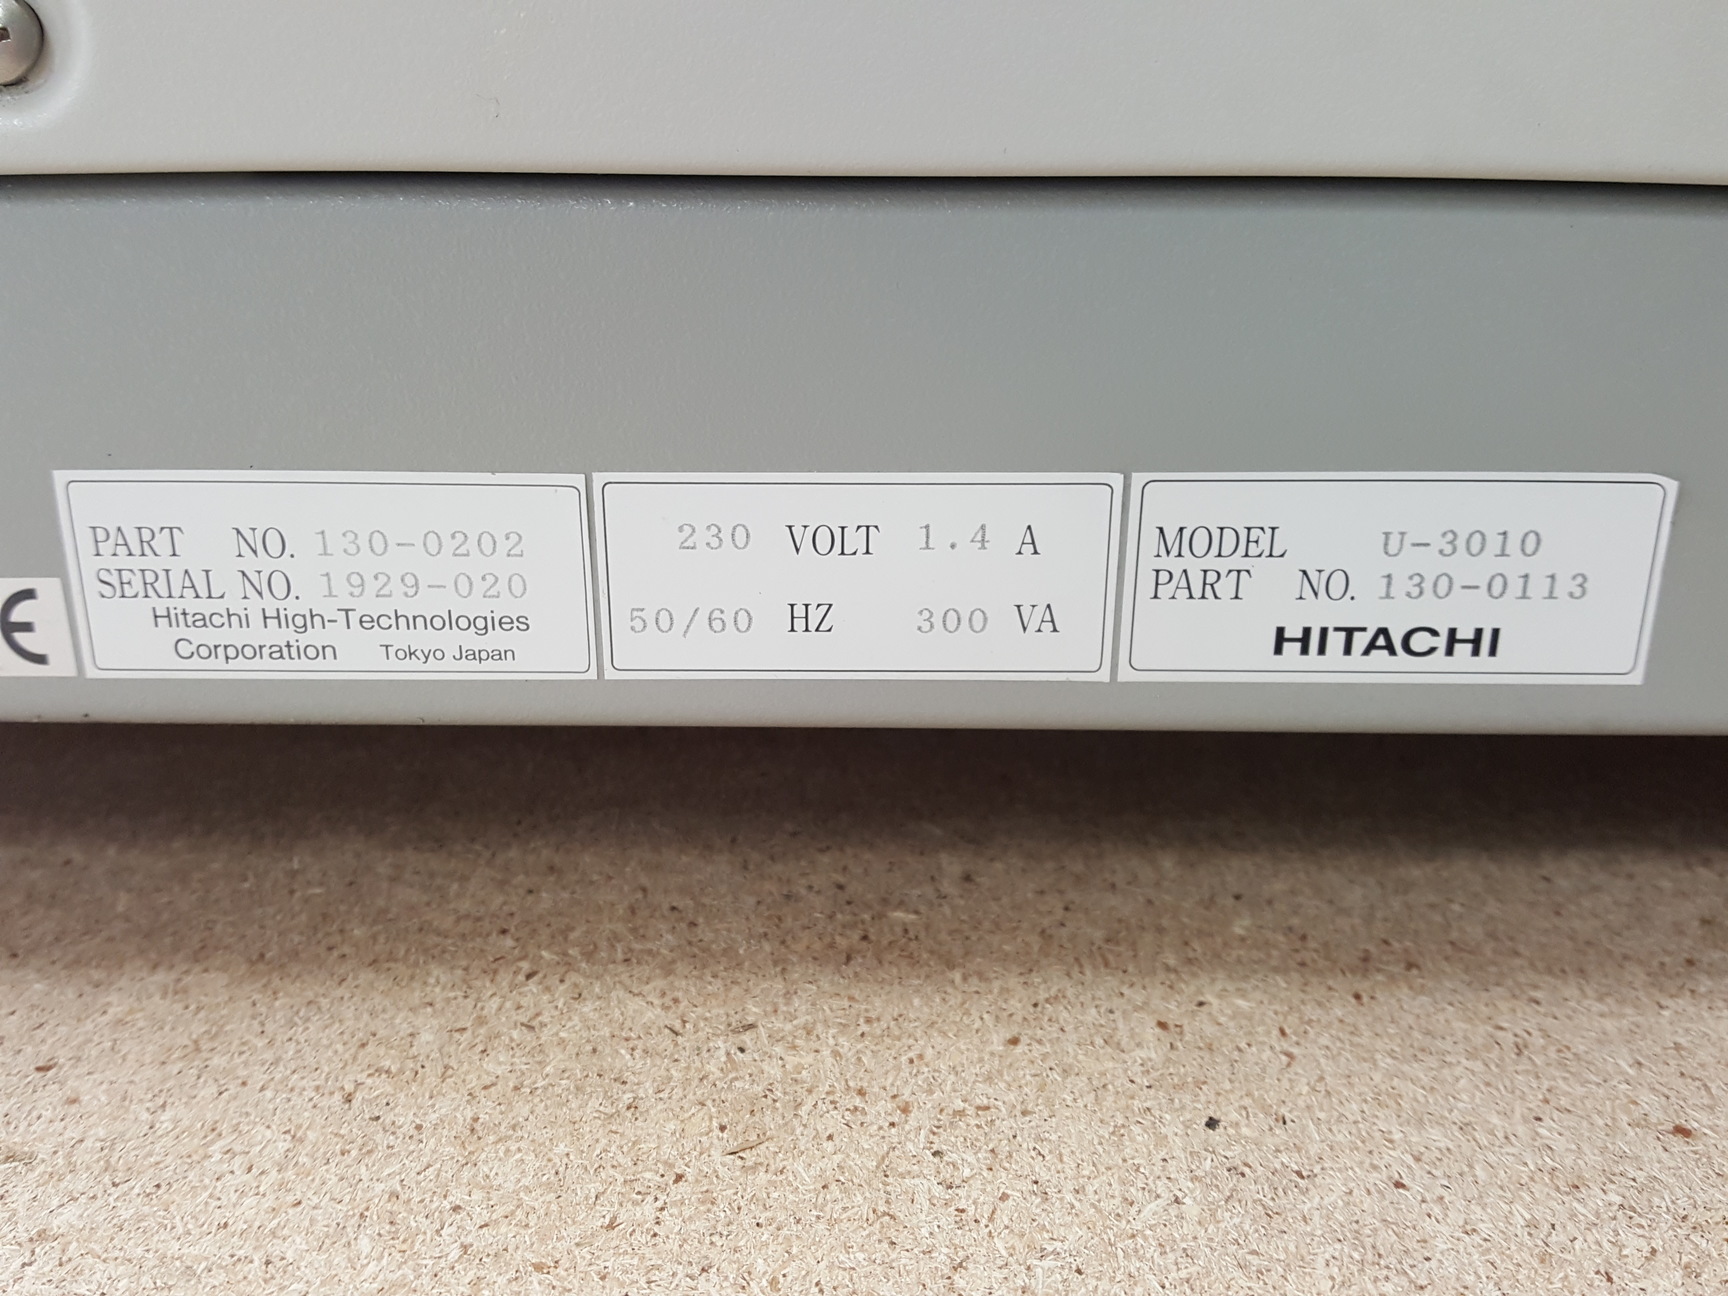 CE
PART NO. 130-0202
SERIAL NO. 1929-020
Hitachi High-Technologies
Corporation Tokyo Japan
230 VOLT 1.4 A
50/60 HZ 300 VA
MODEL U-3010
PART NO. 130-0113
HITACHI